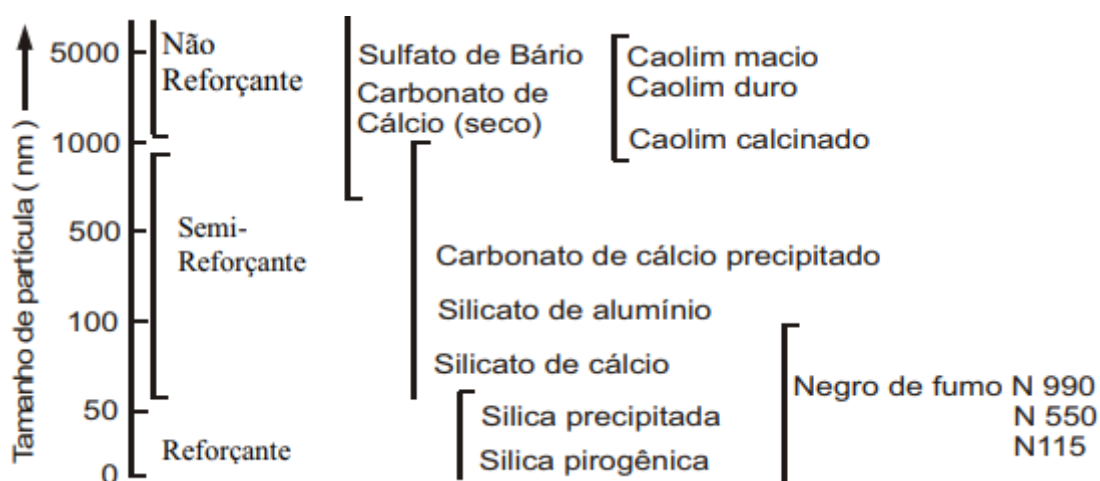 Tamanho de partícula ( nm )
5000
1000
500
100
50
0
Não
Reforçante
Semi-
Reforçante
Reforçante
Sulfato de Bário
Carbonato de
Cálcio (seco)
Caolim macio
Caolim duro
Caolim calcinado
Carbonato de cálcio precipitado
Silicato de alumínio
Silicato de cálcio
Silica precipitada
Silica pirogênica
Negro de fumo N 990
N 550
N115